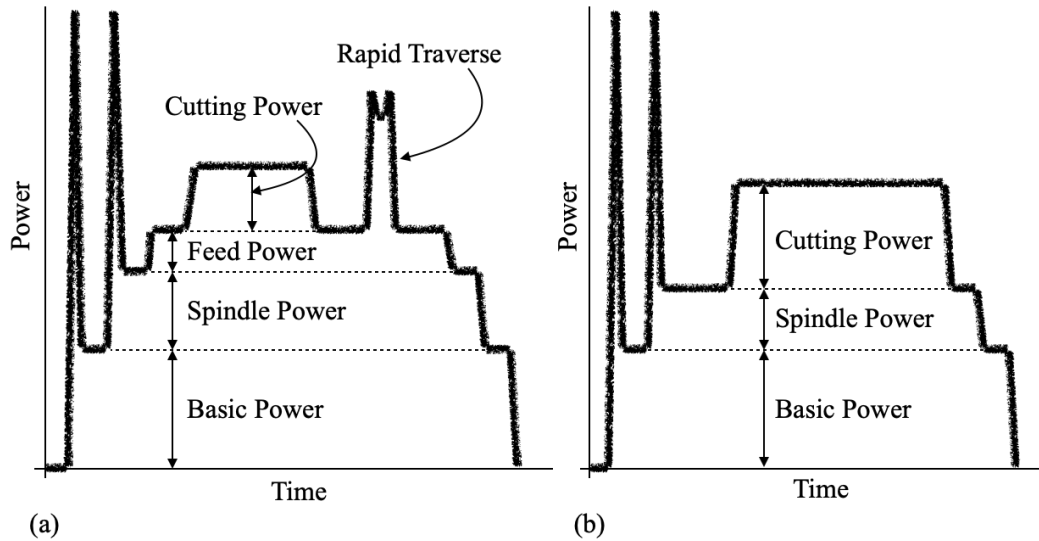 Rapid Traverse
Cutting Power
Feed Power
Spindle Power
Basic Power
Power
Time
(a)
Cutting Power
Spindle Power
Basic Power
Power
Time
(b)